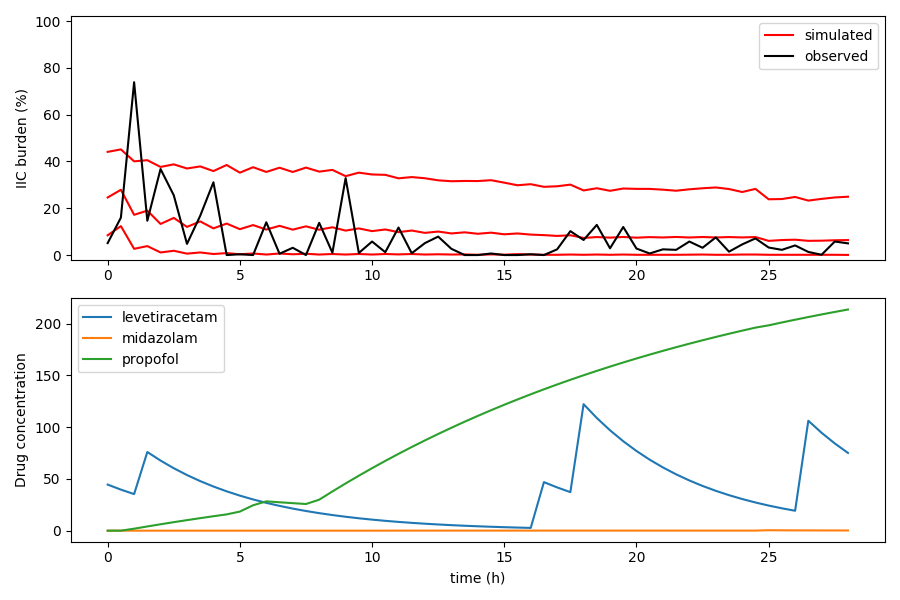 100
80
60
40
20
0
IIC burden (%)
simulated
observed
0
5
10
15
20
25
200
150
100
50
0
Drug concentration
levetiracetam
midazolam
propofol
0
5
10
15
20
25
time (h)